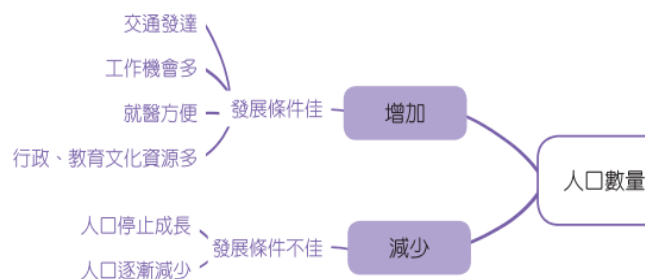 交通發達
工作機會多
就醫方便
行政、教育文化資源多
發展條件佳
增加
人口數量
人口停止成長
人口逐漸減少
發展條件不佳
減少